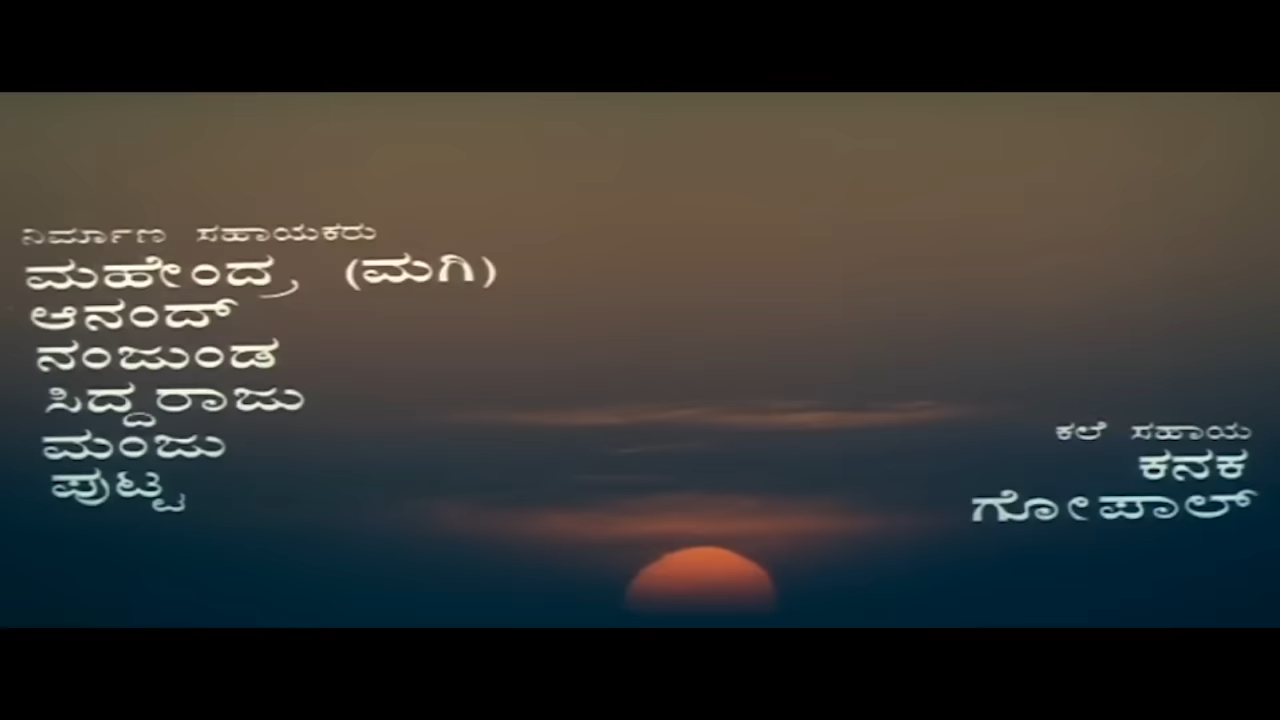 ನಿರ್ಮಾಣ ಸಹಾಯಕರು
ಮಹೇಂದ್ರ (ಮಗಿ)
ಆನಂದ್
ನಂಜುಂಡ
ಸಿದ್ದರಾಜು
ಮಂಜು
ಪುಟ್ಟ
ಕಲೆ ಸಹಾಯ
ಕನಕ
ಗೋಪಾಲ್